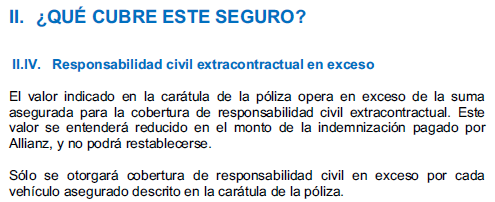 II. ¿QUÉ CUBRE ESTE SEGURO?
II.IV. Responsabilidad civil extracontractual en exceso
El valor indicado en la carátula de la póliza opera en exceso de la suma
asegurada para la cobertura de responsabilidad civil extracontractual. Este
valor se entenderá reducido en el monto de la indemnización pagado por
Allianz, y no podrá restablecerse.
Sólo se otorgará cobertura de responsabilidad civil en exceso por cada
vehículo asegurado descrito en la carátula de la póliza.